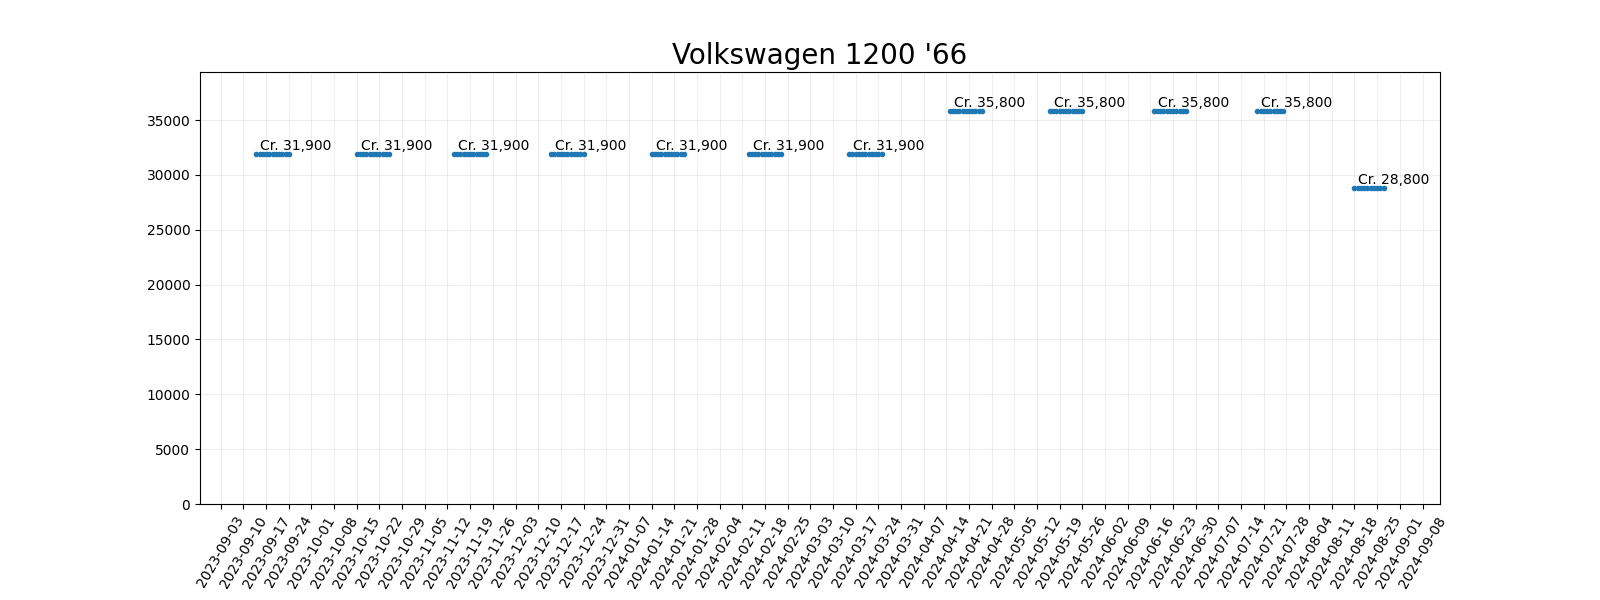 Volkswagen 1200 '66
Cr. 35,800 Cr. 35,800 Cr. 35,800 Cr. 35,800
35000
Cr. 31,900 Cr. 31,900 Cr. 31,900 Cr. 31,900 Cr. 31,900 Cr. 31,900 Cr. 31,900
30000
Cr. 28,800
25000
20000
15000
10000
5000
0
2023-09-03 2023-09-10 2023-09-17 2023-09-24 2023-10-01 2023-10-08 2023-10-15 2023-10-22 2023-10-29 2023-11-05 2023-11-12 2023-11-19 2023-11-26 2023-12-03 2023-12-10 2023-12-17 2023-12-24 2023-12-31 2024-01-07 2024-01-14 2024-01-21 2024-01-28 2024-02-04 2024-02-11 2024-02-18 2024-02-25 2024-03-03 2024-03-10 2024-03-17 2024-03-24 2024-03-31 2024-04-07 2024-04-14 2024-04-21 2024-04-28 2024-05-05 2024-05-12 2024-05-19 2024-05-26 2024-06-02 2024-06-09 2024-06-16 2024-06-23 2024-06-30 2024-07-07 2024-07-14 2024-07-21 2024-07-28 2024-08-04 2024-08-11 2024-08-18 2024-08-25 2024-09-01 2024-09-08